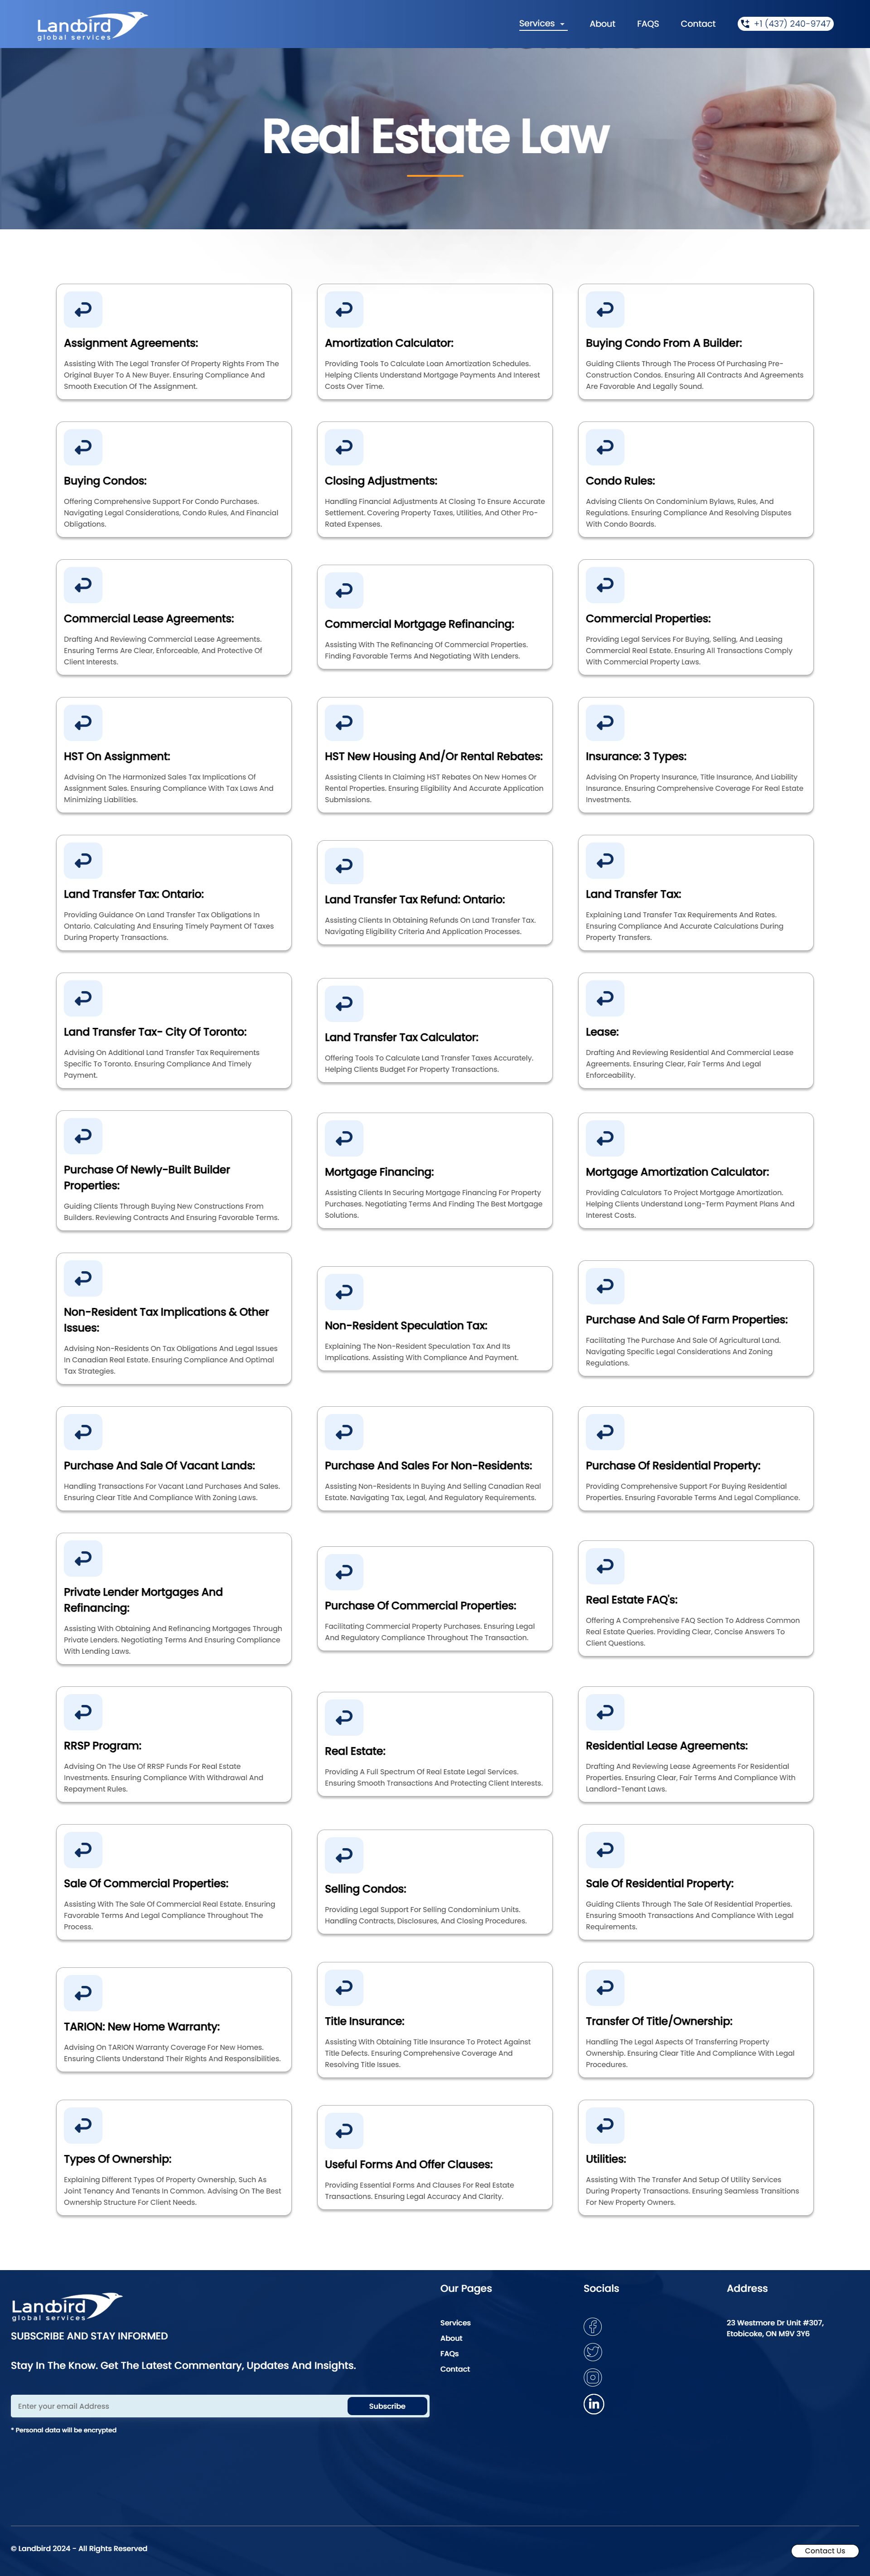 Landbird
global services
Services
About
FAQS
Contact
+1 (437) 240-9747
Real Estate Law
Assignment Agreements:
Assisting With The Legal Transfer Of Property Rights From The
Original Buyer To A New Buyer. Ensuring Compliance And
Smooth Execution Of The Assignment.
Amortization Calculator:
Providing Tools To Calculate Loan Amortization Schedules.
Helping Clients Understand Mortgage Payments And Interest
Costs Over Time.
Buying Condo From A Builder:
Guiding Clients Through The Process Of Purchasing Pre-
Construction Condos. Ensuring All Contracts And Agreements
Are Favorable And Legally Sound.
Buying Condos:
Offering Comprehensive Support For Condo Purchases.
Navigating Legal Considerations, Condo Rules, And Financial
Obligations.
Closing Adjustments:
Handling Financial Adjustments At Closing To Ensure Accurate
Settlement. Covering Property Taxes, Utilities, And Other Pro-
Rated Expenses.
Condo Rules:
Advising Clients On Condominium Bylaws, Rules, And
Regulations. Ensuring Compliance And Resolving Disputes
With Condo Boards.
Commercial Lease Agreements:
Drafting And Reviewing Commercial Lease Agreements.
Ensuring Terms Are Clear, Enforceable, And Protective Of
Client Interests.
Commercial Mortgage Refinancing:
Assisting With The Refinancing Of Commercial Properties.
Finding Favorable Terms And Negotiating With Lenders.
Commercial Properties:
Providing Legal Services For Buying, Selling, And Leasing
Commercial Real Estate. Ensuring All Transactions Comply
With Commercial Property Laws.
HST On Assignment:
Advising On The Harmonized Sales Tax Implications Of
Assignment Sales. Ensuring Compliance With Tax Laws And
Minimizing Liabilities.
HST New Housing And/Or Rental Rebates:
Assisting Clients In Claiming HST Rebates On New Homes Or
Rental Properties. Ensuring Eligibility And Accurate Application
Submissions.
Insurance: 3 Types:
Advising On Property Insurance, Title Insurance, And Liability
Insurance. Ensuring Comprehensive Coverage For Real Estate
Investments.
Land Transfer Tax: Ontario:
Providing Guidance On Land Transfer Tax Obligations In
Ontario. Calculating And Ensuring Timely Payment Of Taxes
During Property Transactions.
Land Transfer Tax Refund: Ontario:
Assisting Clients In Obtaining Refunds On Land Transfer Tax.
Navigating Eligibility Criteria And Application Processes.
Land Transfer Tax:
Explaining Land Transfer Tax Requirements And Rates.
Ensuring Compliance And Accurate Calculations During
Property Transfers.
Land Transfer Tax- City Of Toronto:
Advising On Additional Land Transfer Tax Requirements
Specific To Toronto. Ensuring Compliance And Timely
Payment.
Land Transfer Tax Calculator:
Offering Tools To Calculate Land Transfer Taxes Accurately.
Helping Clients Budget For Property Transactions.
Lease:
Drafting And Reviewing Residential And Commercial Lease
Agreements. Ensuring Clear, Fair Terms And Legal
Enforceability.
Purchase Of Newly-Built Builder
Properties:
Guiding Clients Through Buying New Constructions From
Builders. Reviewing Contracts And Ensuring Favorable Terms.
Mortgage Financing:
Assisting Clients In Securing Mortgage Financing For Property
Purchases. Negotiating Terms And Finding The Best Mortgage
Solutions.
Mortgage Amortization Calculator:
Providing Calculators To Project Mortgage Amortization.
Helping Clients Understand Long-Term Payment Plans And
Interest Costs.
Non-Resident Tax Implications & Other
Issues:
Advising Non-Residents On Tax Obligations And Legal Issues
In Canadian Real Estate. Ensuring Compliance And Optimal
Tax Strategies.
Non-Resident Speculation Tax:
Explaining The Non-Resident Speculation Tax And Its
Implications. Assisting With Compliance And Payment.
Purchase And Sale Of Farm Properties:
Facilitating The Purchase And Sale Of Agricultural Land.
Navigating Specific Legal Considerations And Zoning
Regulations.
Purchase And Sale Of Vacant Lands:
Handling Transactions For Vacant Land Purchases And Sales.
Ensuring Clear Title And Compliance With Zoning Laws.
Purchase And Sales For Non-Residents:
Assisting Non-Residents In Buying And Selling Canadian Real
Estate. Navigating Tax, Legal, And Regulatory Requirements.
Purchase Of Residential Property:
Providing Comprehensive Support For Buying Residential
Properties. Ensuring Favorable Terms And Legal Compliance.
Private Lender Mortgages And
Refinancing:
Assisting With Obtaining And Refinancing Mortgages Through
Private Lenders. Negotiating Terms And Ensuring Compliance
With Lending Laws.
Purchase Of Commercial Properties:
Facilitating Commercial Property Purchases. Ensuring Legal
And Regulatory Compliance Throughout The Transaction.
Real Estate FAQ's:
Offering A Comprehensive FAQ Section To Address Common
Real Estate Queries. Providing Clear, Concise Answers To
Client Questions.
RRSP Program:
Advising On The Use Of RRSP Funds For Real Estate
Investments. Ensuring Compliance With Withdrawal And
Repayment Rules.
Real Estate:
Providing A Full Spectrum Of Real Estate Legal Services.
Ensuring Smooth Transactions And Protecting Client Interests.
Residential Lease Agreements:
Drafting And Reviewing Lease Agreements For Residential
Properties. Ensuring Clear, Fair Terms And Compliance With
Landlord-Tenant Laws.
Sale Of Commercial Properties:
Assisting With The Sale Of Commercial Real Estate. Ensuring
Favorable Terms And Legal Compliance Throughout The
Process.
Selling Condos:
Providing Legal Support For Selling Condominium Units.
Handling Contracts, Disclosures, And Closing Procedures.
Sale Of Residential Property:
Guiding Clients Through The Sale Of Residential Properties.
Ensuring Smooth Transactions And Compliance With Legal
Requirements.
TARION: New Home Warranty:
Advising On TARION Warranty Coverage For New Homes.
Ensuring Clients Understand Their Rights And Responsibilities.
Title Insurance:
Assisting With Obtaining Title Insurance To Protect Against
Title Defects. Ensuring Comprehensive Coverage And
Resolving Title Issues.
Transfer Of Title/Ownership:
Handling The Legal Aspects Of Transferring Property
Ownership. Ensuring Clear Title And Compliance With Legal
Procedures.
Types Of Ownership:
Explaining Different Types Of Property Ownership, Such As
Joint Tenancy And Tenants In Common. Advising On The Best
Ownership Structure For Client Needs.
Useful Forms And Offer Clauses:
Providing Essential Forms And Clauses For Real Estate
Transactions. Ensuring Legal Accuracy And Clarity.
Utilities:
Assisting With The Transfer And Setup Of Utility Services
During Property Transactions. Ensuring Seamless Transitions
For New Property Owners.
Landbird
global services
SUBSCRIBE AND STAY INFORMED
Stay In The Know. Get The Latest Commentary, Updates And Insights.
Enter your email Address
Subscribe
* Personal data will be encrypted
Our Pages
Services
About
FAQs
Contact
Socials
Address
23 Westmore Dr Unit #307,
Etobicoke, ON M9V 3Y6
© Landbird 2024 - All Rights Reserved
Contact Us